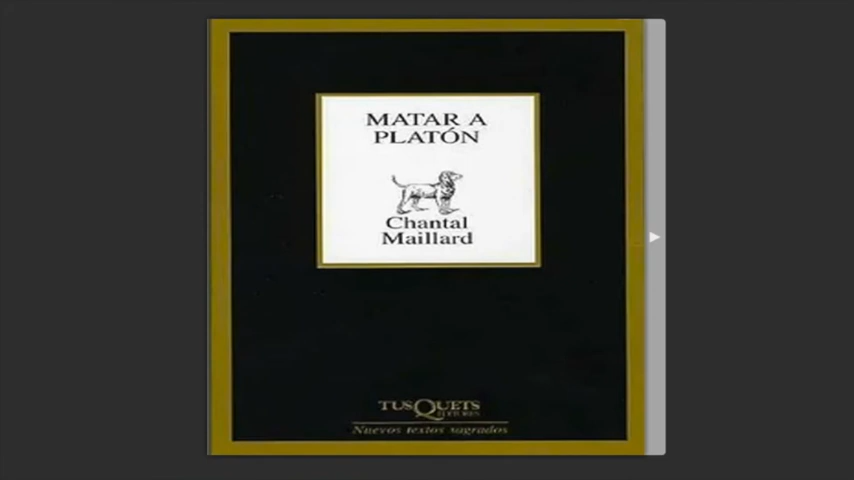 MATAR A
PLATÓN
Chantal
Maillard
TUSQUETS
EDITORES
Nuevos textos sagrados